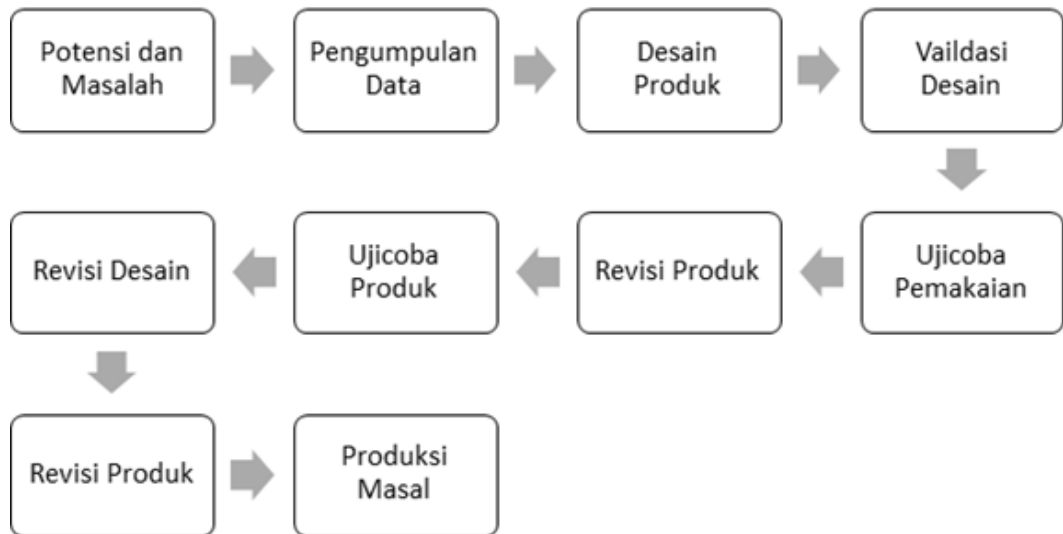 Potensi dan
Masalah
Pengumpulan
Data
Desain
Produk
Vaildasi
Desain
Ujicoba
Pemakaian
Revisi Produk
Ujicoba
Produk
Revisi Desain
Revisi Produk
Produksi
Masal